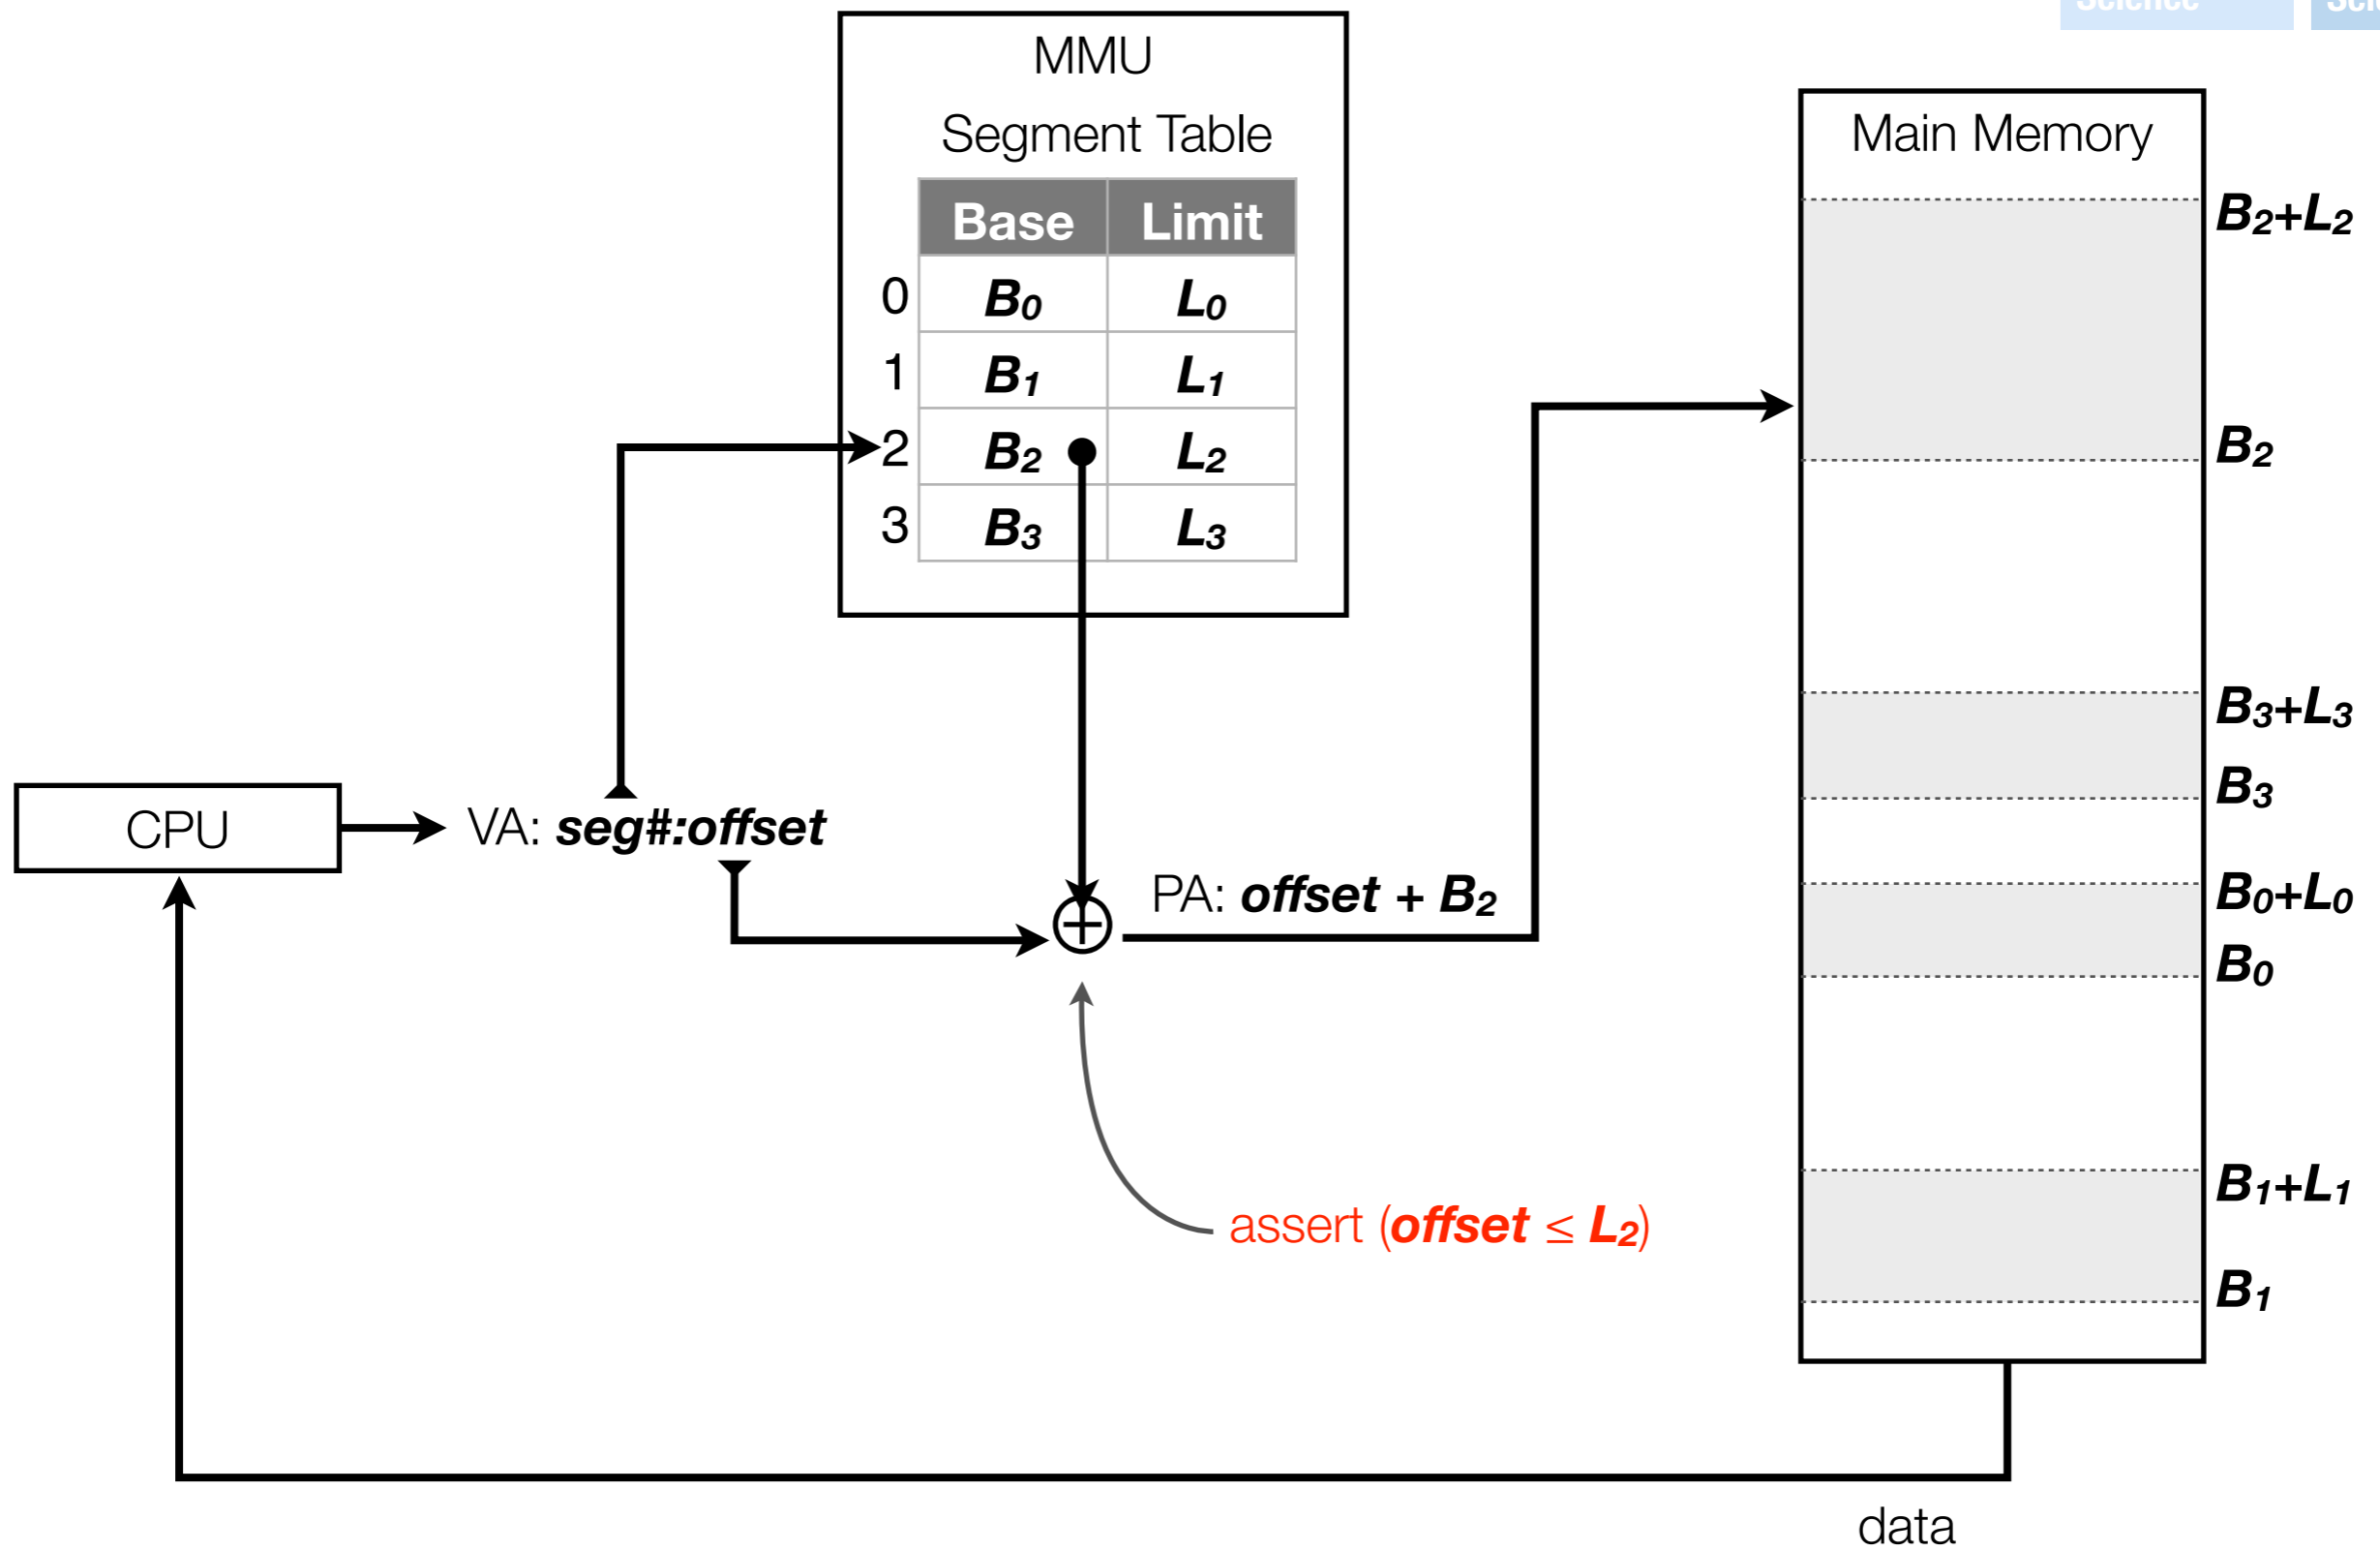 Science
MMU
Segment Table
Base Limit
0 B0 L0
1 B1 L1
2 B2 L2
3 B3 L3
CPU
VA: seg#:offset
PA: offset + B2
assert (offset ≤ L2)
Main Memory
B2+L2
B2
B3+L3
B3
B0+L0
B0
B1+L1
B1
data